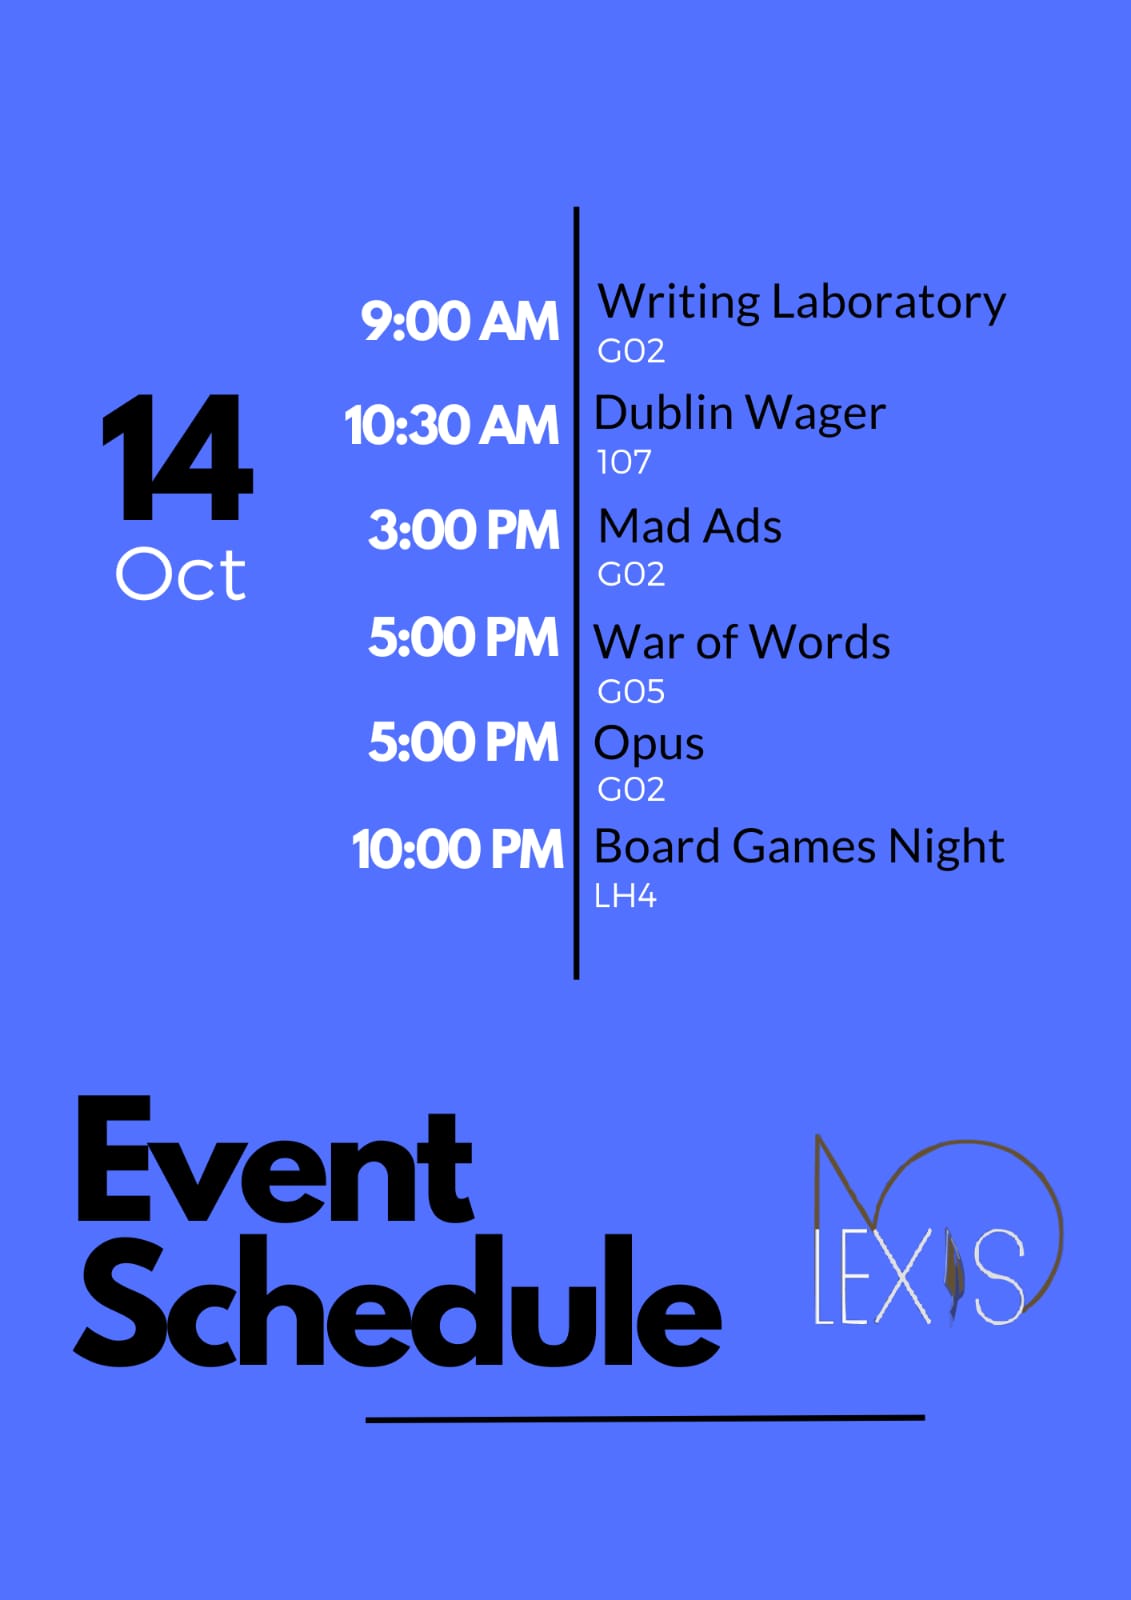 14
Oct
9:00 AM
Writing Laboratory
G02
10:30 AM
Dublin Wager
107
3:00 PM
Mad Ads
G02
5:00 PM
War of Words
G05
5:00 PM
Opus
G02
10:00 PM
Board Games Night
LH4
Event
Schedule
LEXIS